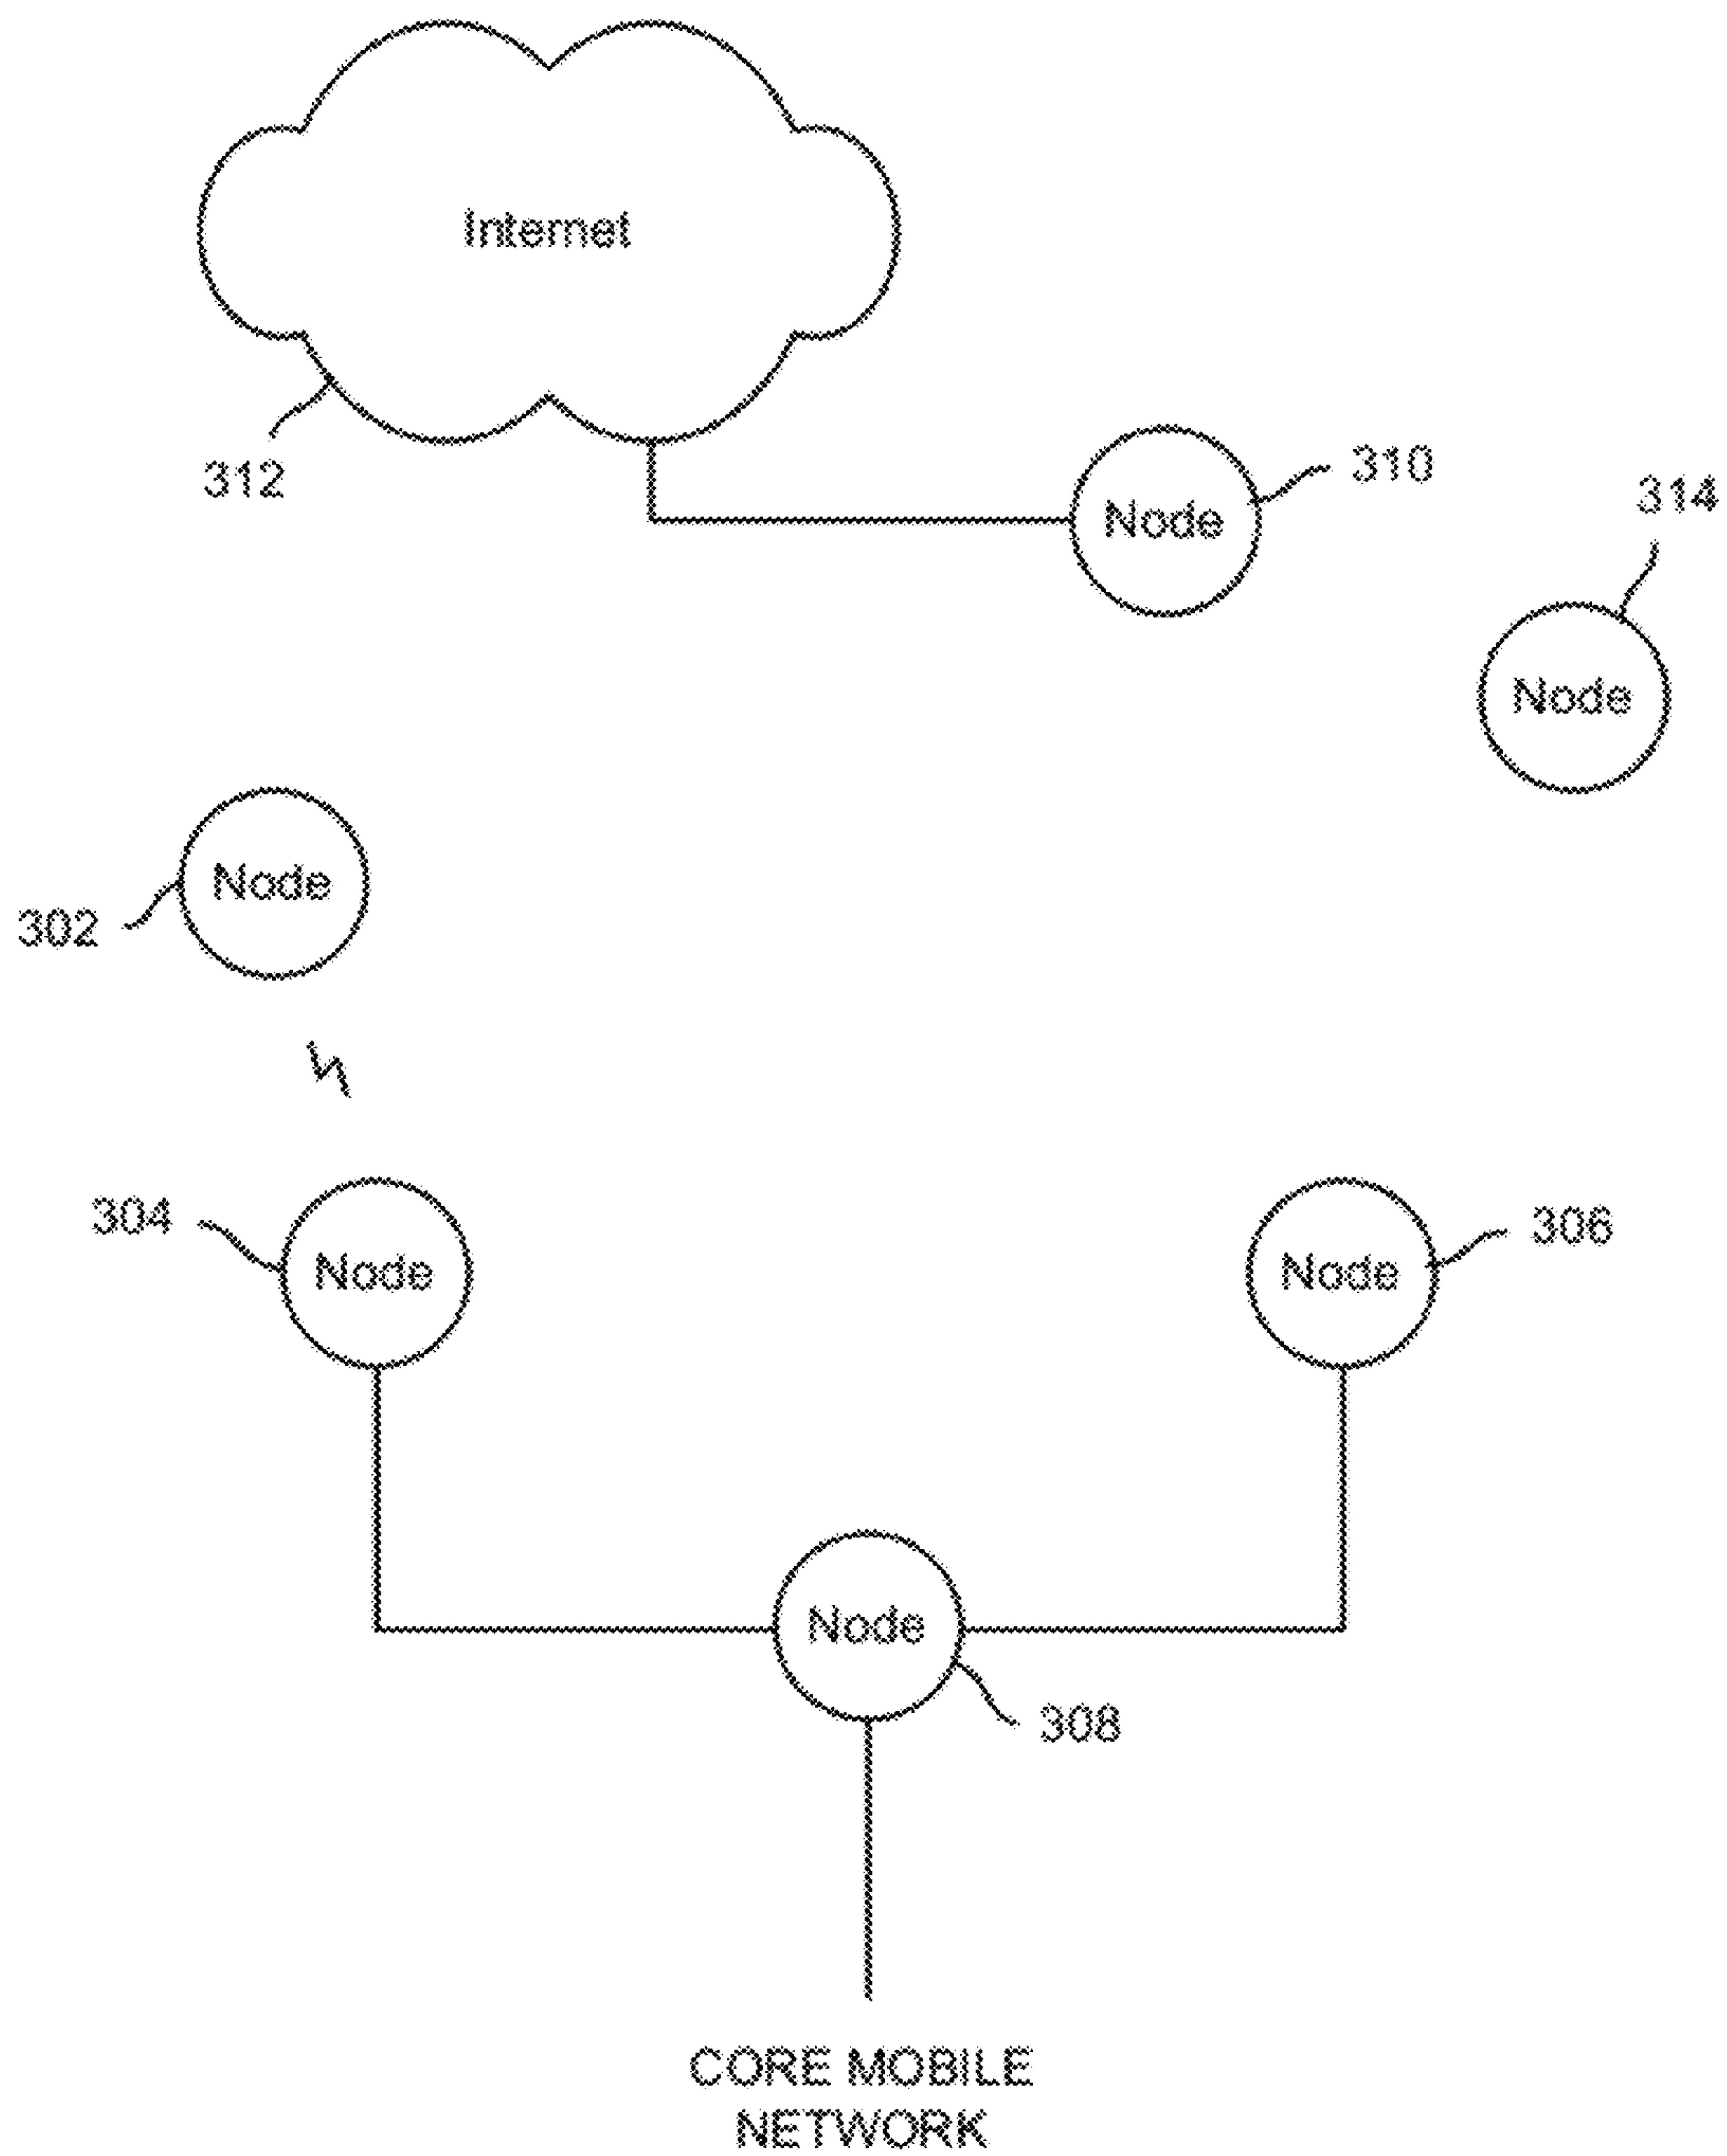 Internet
312
310
Node
314
Node
Node
302
304
Node
306
Node
Node
308
CORE MOBILE
NETWORK